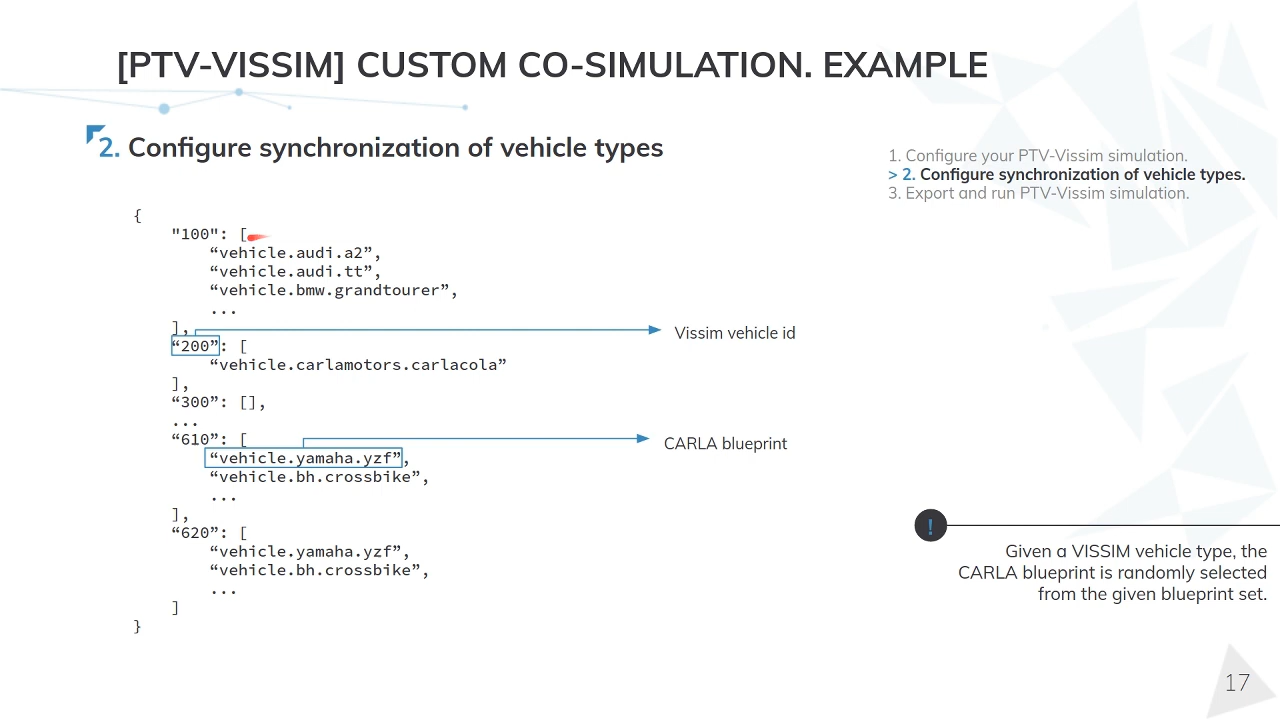 [PTV-VISSIM] CUSTOM CO-SIMULATION. EXAMPLE
2. Configure synchronization of vehicle types
1. Configure your PTV-Vissim simulation.
> 2. Configure synchronization of vehicle types.
3. Export and run PTV-Vissim simulation.
{
"100": [
“vehicle.audi.a2”,
“vehicle.audi.tt”,
“vehicle.bmw.grandtourer”,
...
],
Vissim vehicle id
“200”: [
“vehicle.carlamotors.carlacola”
],
“300”: [],
...
“610”: [
CARLA blueprint
“vehicle.yamaha.yzf”,
“vehicle.bh.crossbike”,
...
],
“620”: [
“vehicle.yamaha.yzf”,
“vehicle.bh.crossbike”,
...
]
}
!
Given a VISSIM vehicle type, the
CARLA blueprint is randomly selected
from the given blueprint set.
17